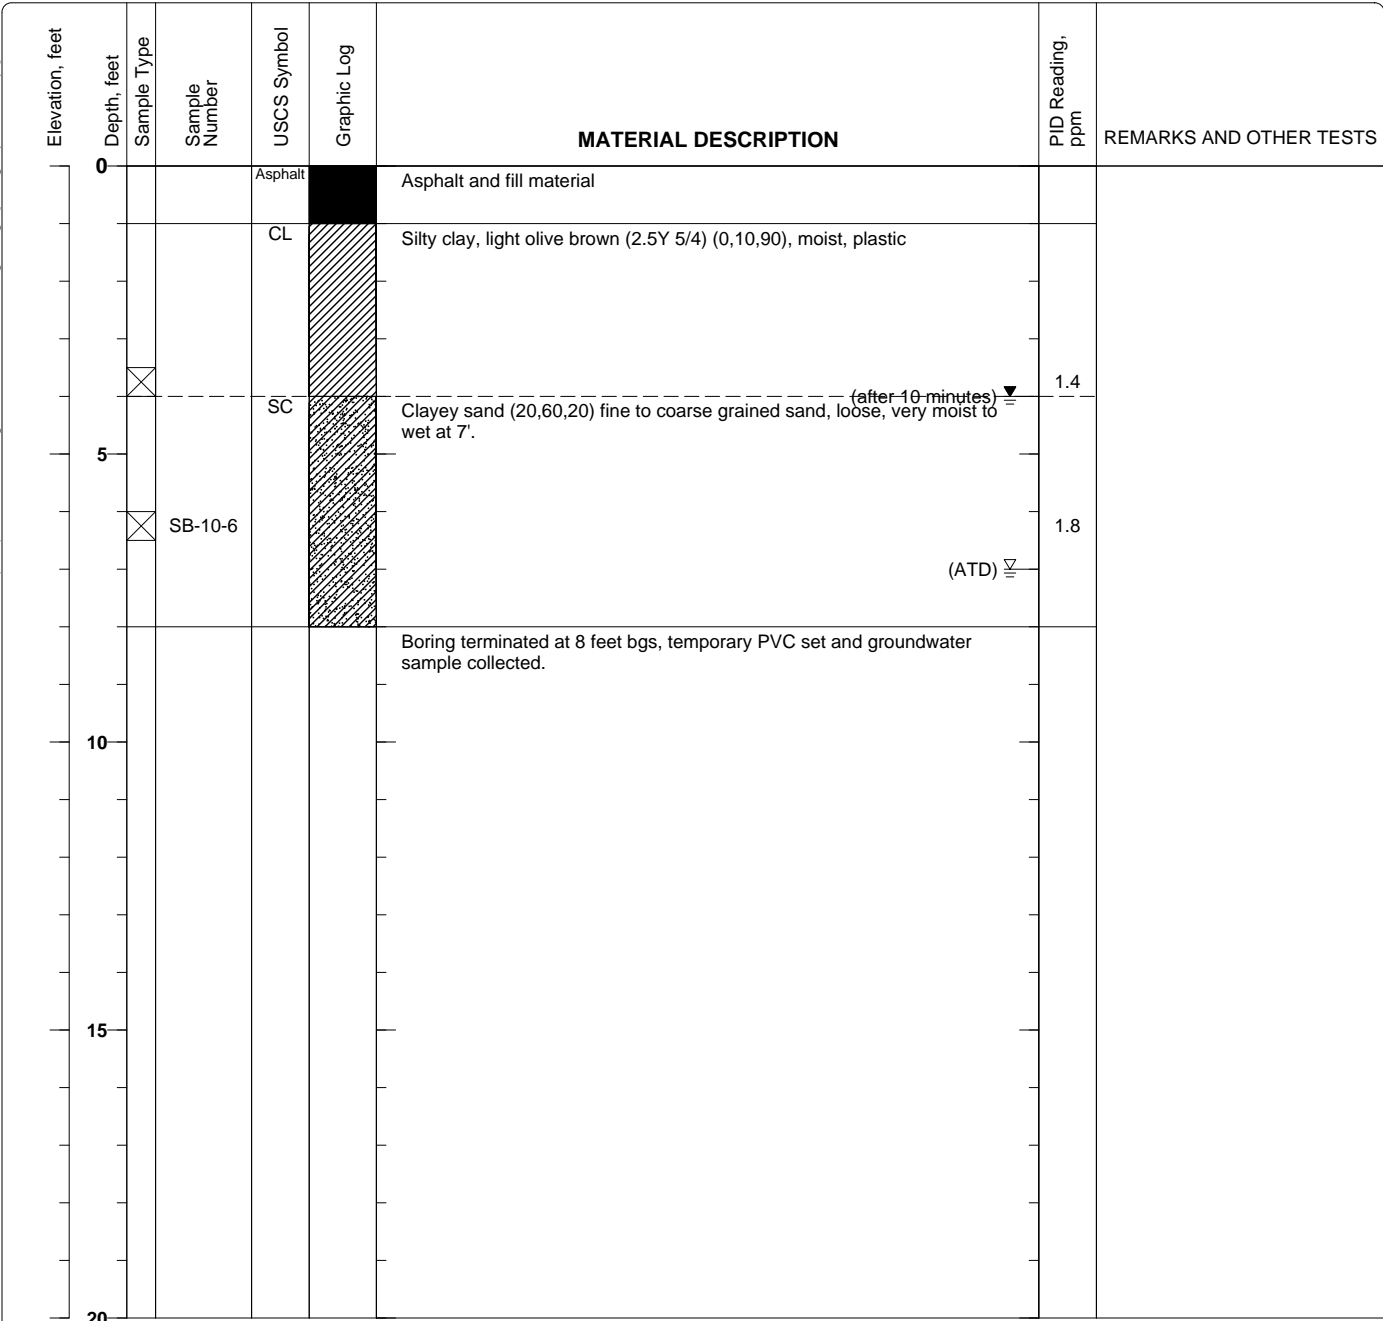 Elevation, feet
Depth, feet
Sample Type
Sample
Number
USCS Symbol
Graphic Log
MATERIAL DESCRIPTION
PID Reading,
ppm
REMARKS AND OTHER TESTS
0
Asphalt
Asphalt and fill material
CL
Silty clay, light olive brown (2.5Y 5/4) (0,10,90), moist, plastic
1.4
(after 10 minutes)
SC
Clayey sand (20,60,20) fine to coarse grained sand, loose, very moist to
wet at 7'.
5
SB-10-6
1.8
(ATD)
Boring terminated at 8 feet bgs, temporary PVC set and groundwater
sample collected.
10
15
20